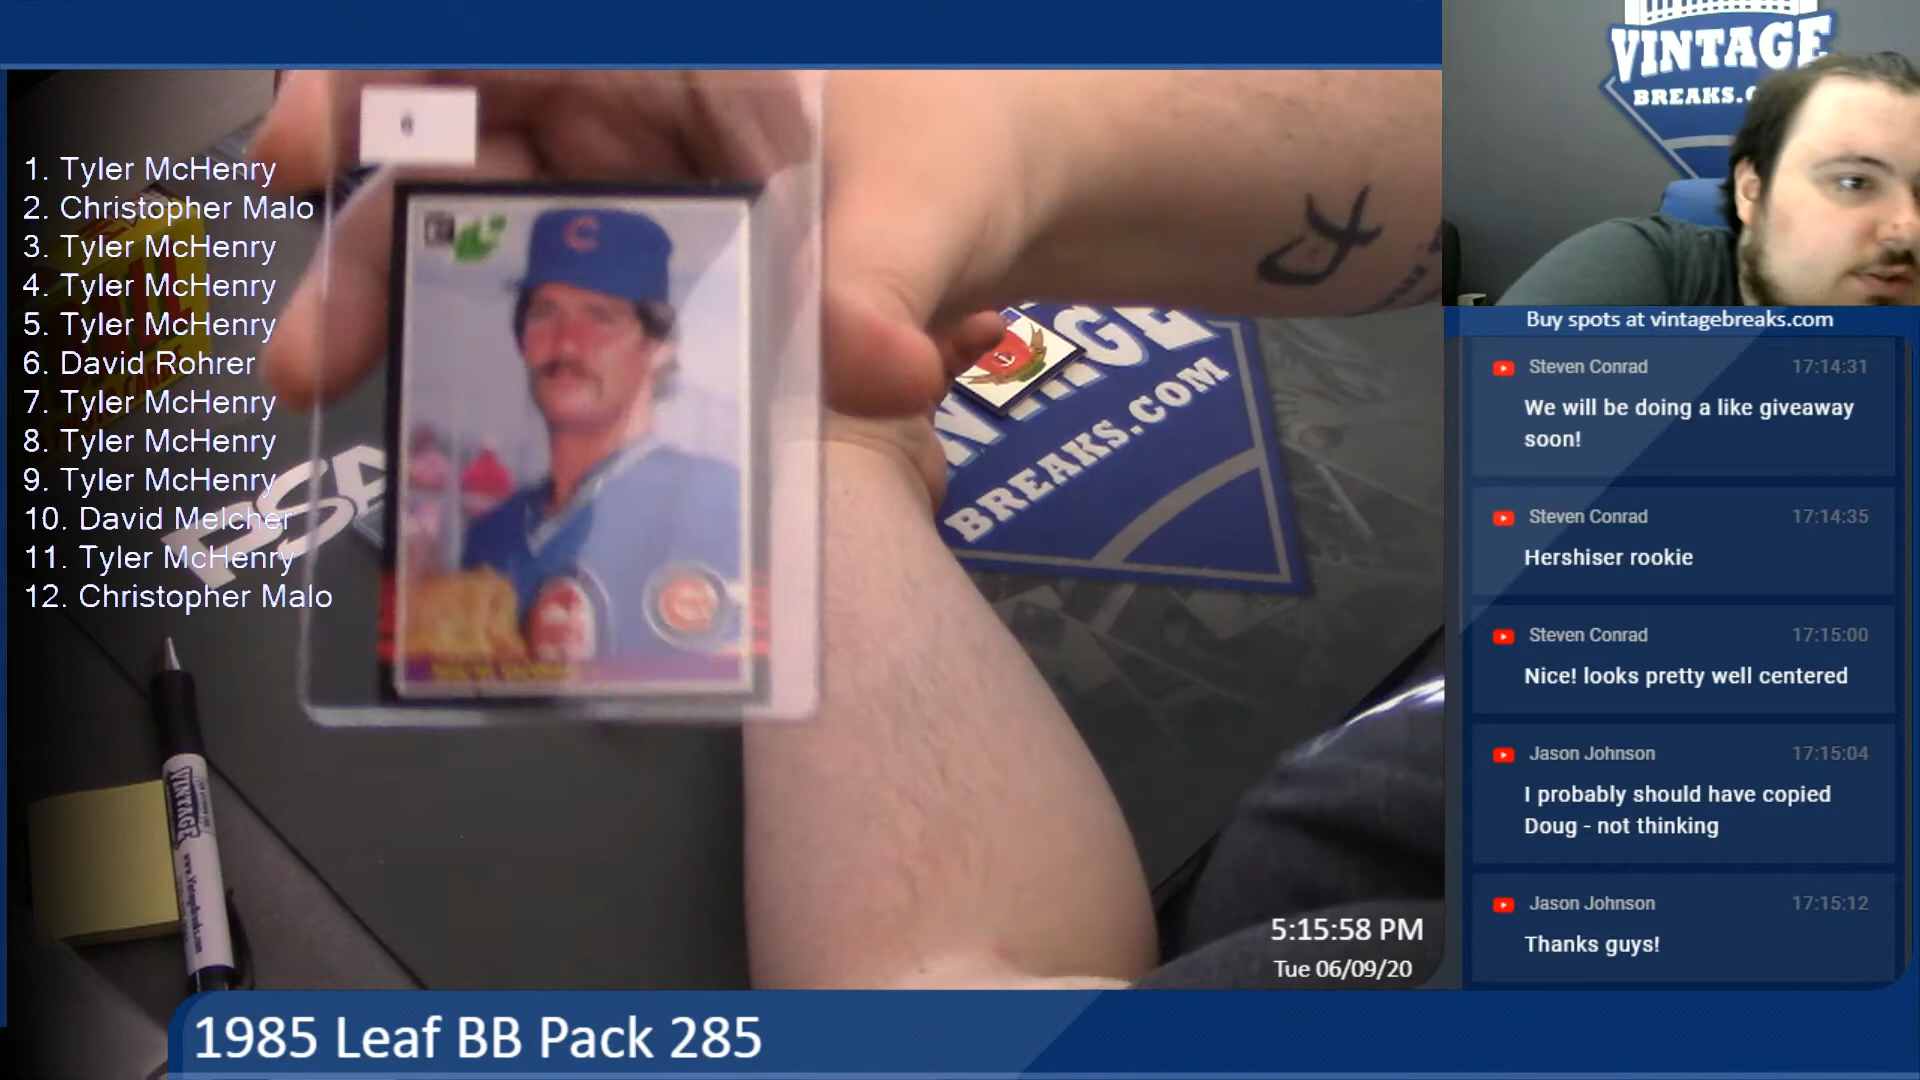 VINTAGE
BREAKS.C
6
1. Tyler McHenry
2. Christopher Malo
3. Tyler McHenry
4. Tyler McHenry
5. Tyler McHenry
6. David Rohrer
7. Tyler McHenry
8. Tyler McHenry
9. Tyler McHenry
10. David Melcher
11. Tyler McHenry
12. Christopher Malo
PSA
C
BREAKS.COM
VINTAGE
Buy spots at vintagebreaks.com
Steven Conrad 17:14:31
We will be doing a like giveaway
soon!
Steven Conrad 17:14:35
Hershiser rookie
Steven Conrad 17:15:00
Nice! looks pretty well centered
Jason Johnson 17:15:04
I probably should have copied
Doug - not thinking
Jason Johnson 17:15:12
Thanks guys!
5:15:58 PM
Tue 06/09/20
1985 Leaf BB Pack 285